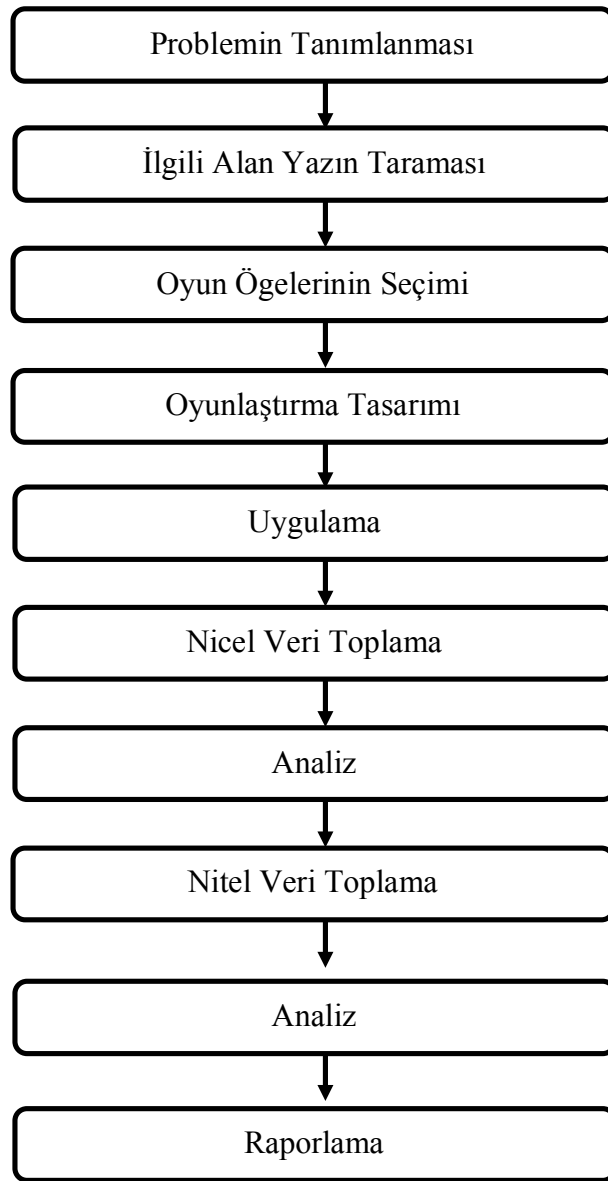 Problemin Tanımlanması
İlgili Alan Yazın Taraması
Oyun Ögelerinin Seçimi
Oyunlaştırma Tasarımı
Uygulama
Nicel Veri Toplama
Analiz
Nitel Veri Toplama
Analiz
Raporlama